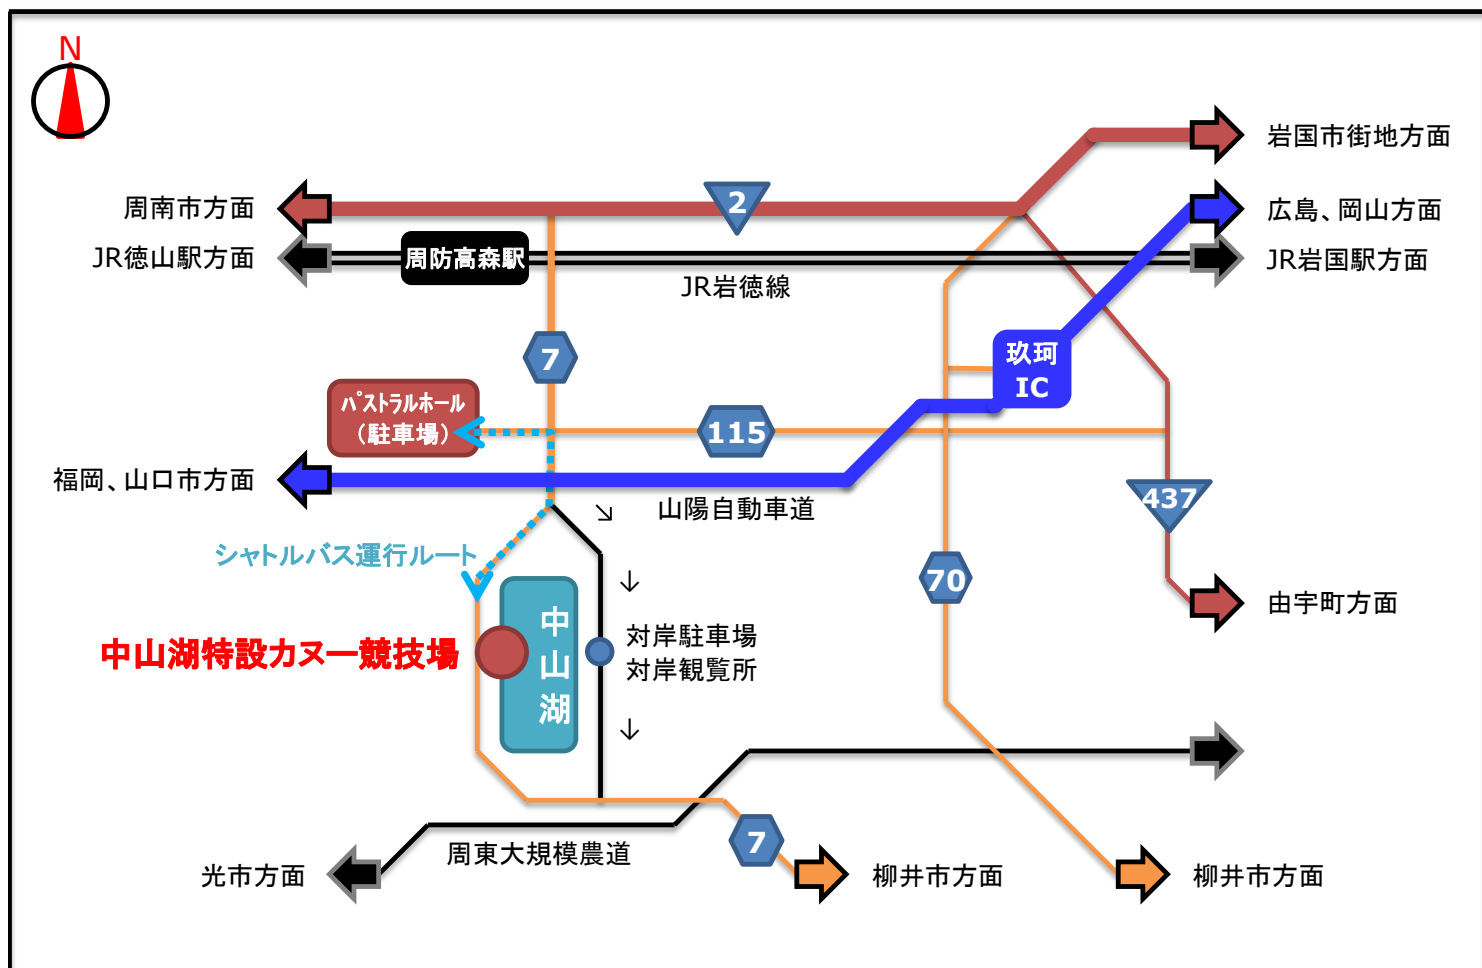 N
岩国市街地方面
周南市方面
2
広島、岡山方面
JR徳山駅方面
周防高森駅
JR岩徳線
JR岩国駅方面
7
玖珂
IC
パストラルホール
（駐車場）
115
福岡、山口市方面
山陽自動車道
437
シャトルバス運行ルート
70
由宇町方面
中山湖特設カヌー競技場
中山湖
対岸駐車場
対岸観覧所
7
周東大規模農道
光市方面
柳井市方面
柳井市方面